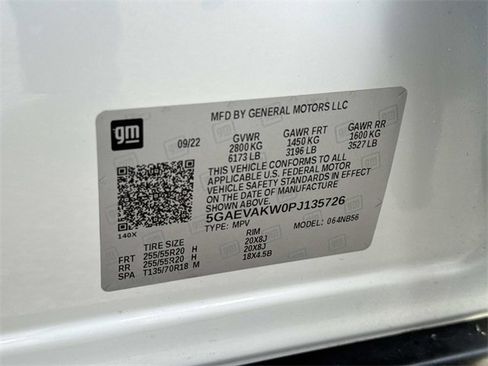 MFD BY GENERAL MOTORS LLC
gm
09/22
GVWR GAWR FRT GAWR RR
2800 KG 1450 KG 1600 KG
6173 LB 3196 LB 3527 LB
THIS VEHICLE CONFORMS TO ALL
APPLICABLE U.S. FEDERAL MOTOR
VEHICLE SAFETY STANDARDS IN EFFECT
ON THE DATE OF MANUFACTURE
SHOWN ABOVE.
5GAEVAKW0PJ135726
TYPE: MPV MODEL: 064NB56
140X
TIRE SIZE RIM
FRT 255/55R20 H 20X8J
RR 255/55R20 H 20X8J
SPA T135/70R18 M 18X4.5B